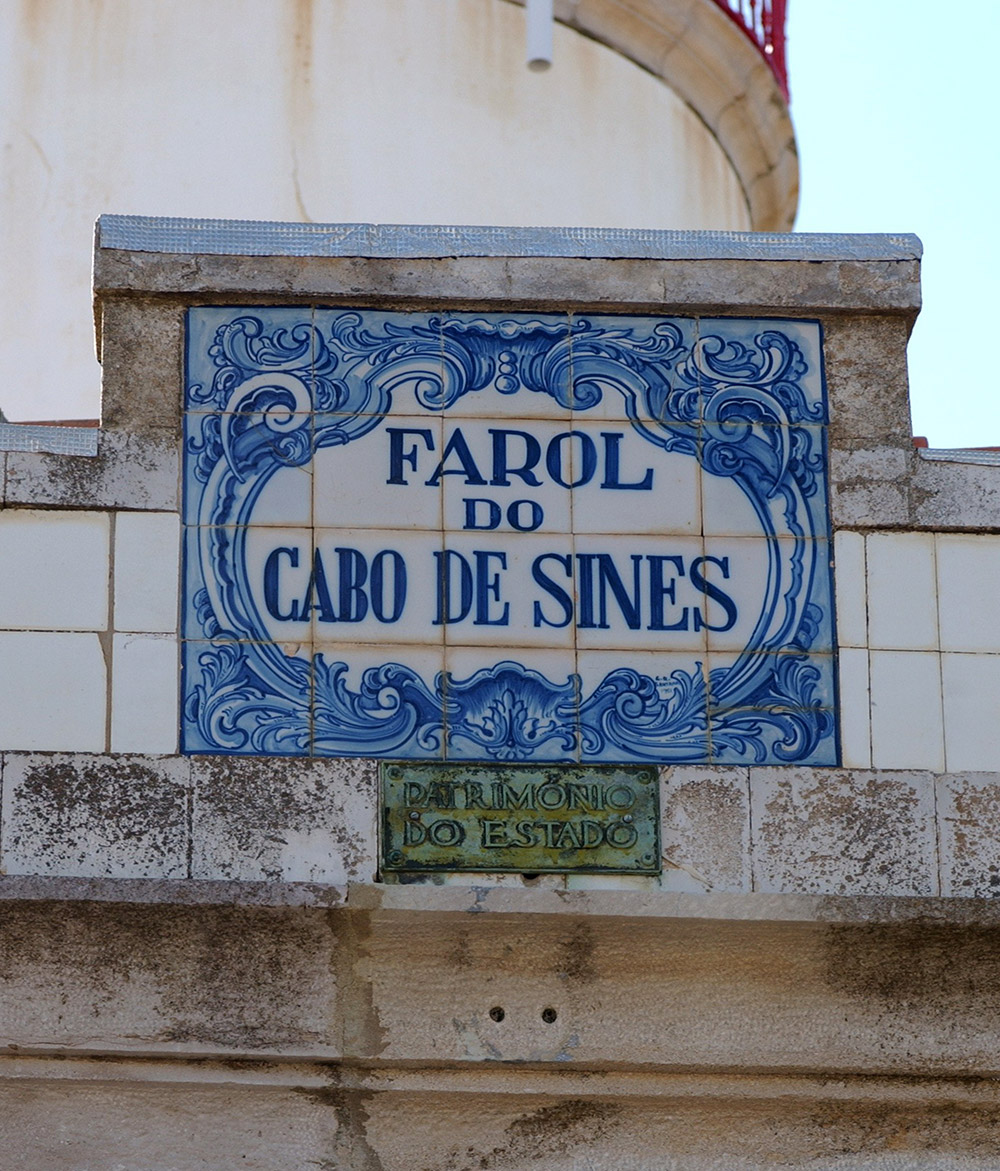 FAROL
DO
CABO DE SINES
PATRIMÓNIO
DO ESTADO